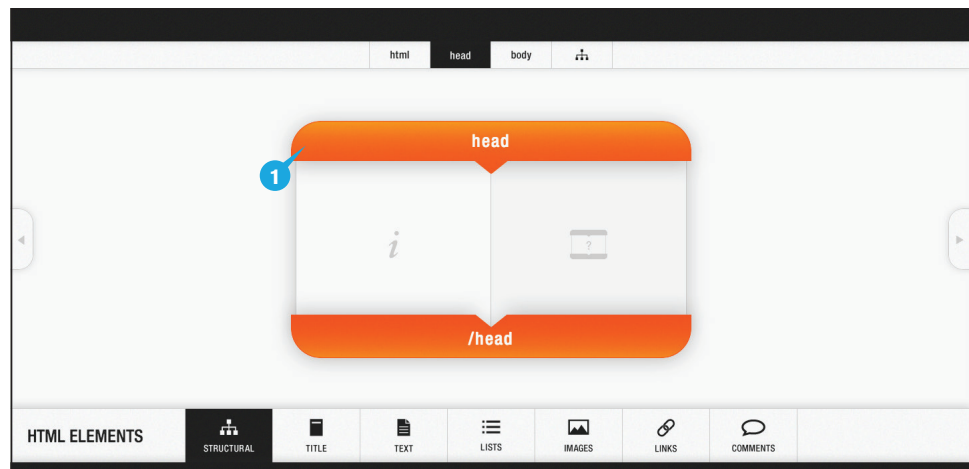 html head body
head
1
i
?
/head
HTML ELEMENTS STRUCTURAL TITLE TEXT LISTS IMAGES LINKS COMMENTS